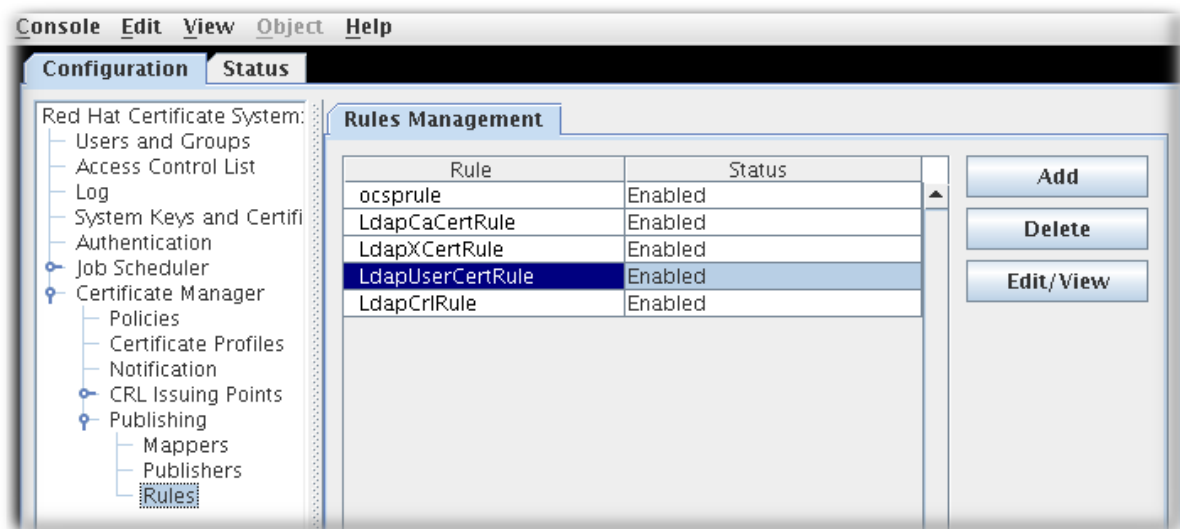 Console Edit View Object Help
Configuration Status
Red Hat Certificate System:
Users and Groups
Access Control List
Log
System Keys and Certifi
Authentication
Job Scheduler
Certificate Manager
Policies
Certificate Profiles
Notification
CRL Issuing Points
Publishing
Mappers
Publishers
Rules
Rules Management
Rule Status
ocsprule Enabled
LdapCaCertRule Enabled
LdapXCertRule Enabled
LdapUserCertRule Enabled
LdapCrlRule Enabled
Add
Delete
Edit/View